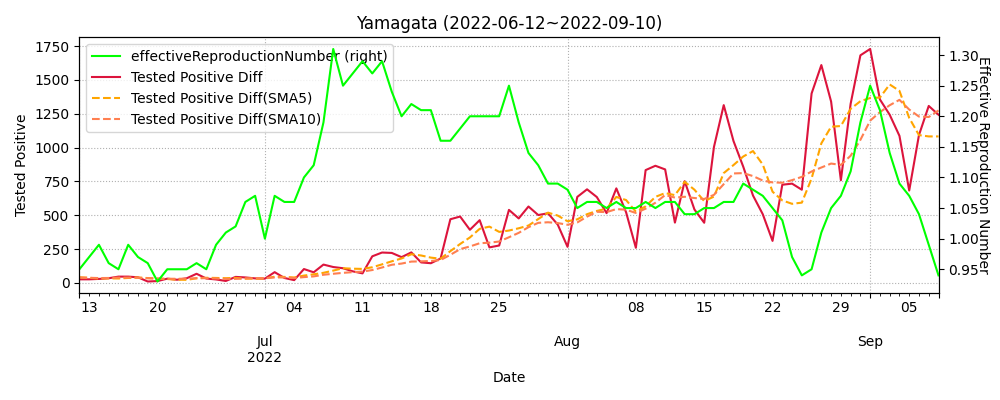 Yamagata (2022-06-12~2022-09-10)
effectiveReproductionNumber (right)
Tested Positive Diff
Tested Positive Diff(SMA5)
Tested Positive Diff(SMA10)
Tested Positive
1750
1500
1250
1000
750
500
250
0
Effective Reproduction Number
1.30
1.25
1.20
1.15
1.10
1.05
1.00
0.95
13 20 27 04 11 18 25 08 15 22 29 05
Jul Aug Sep
2022
Date